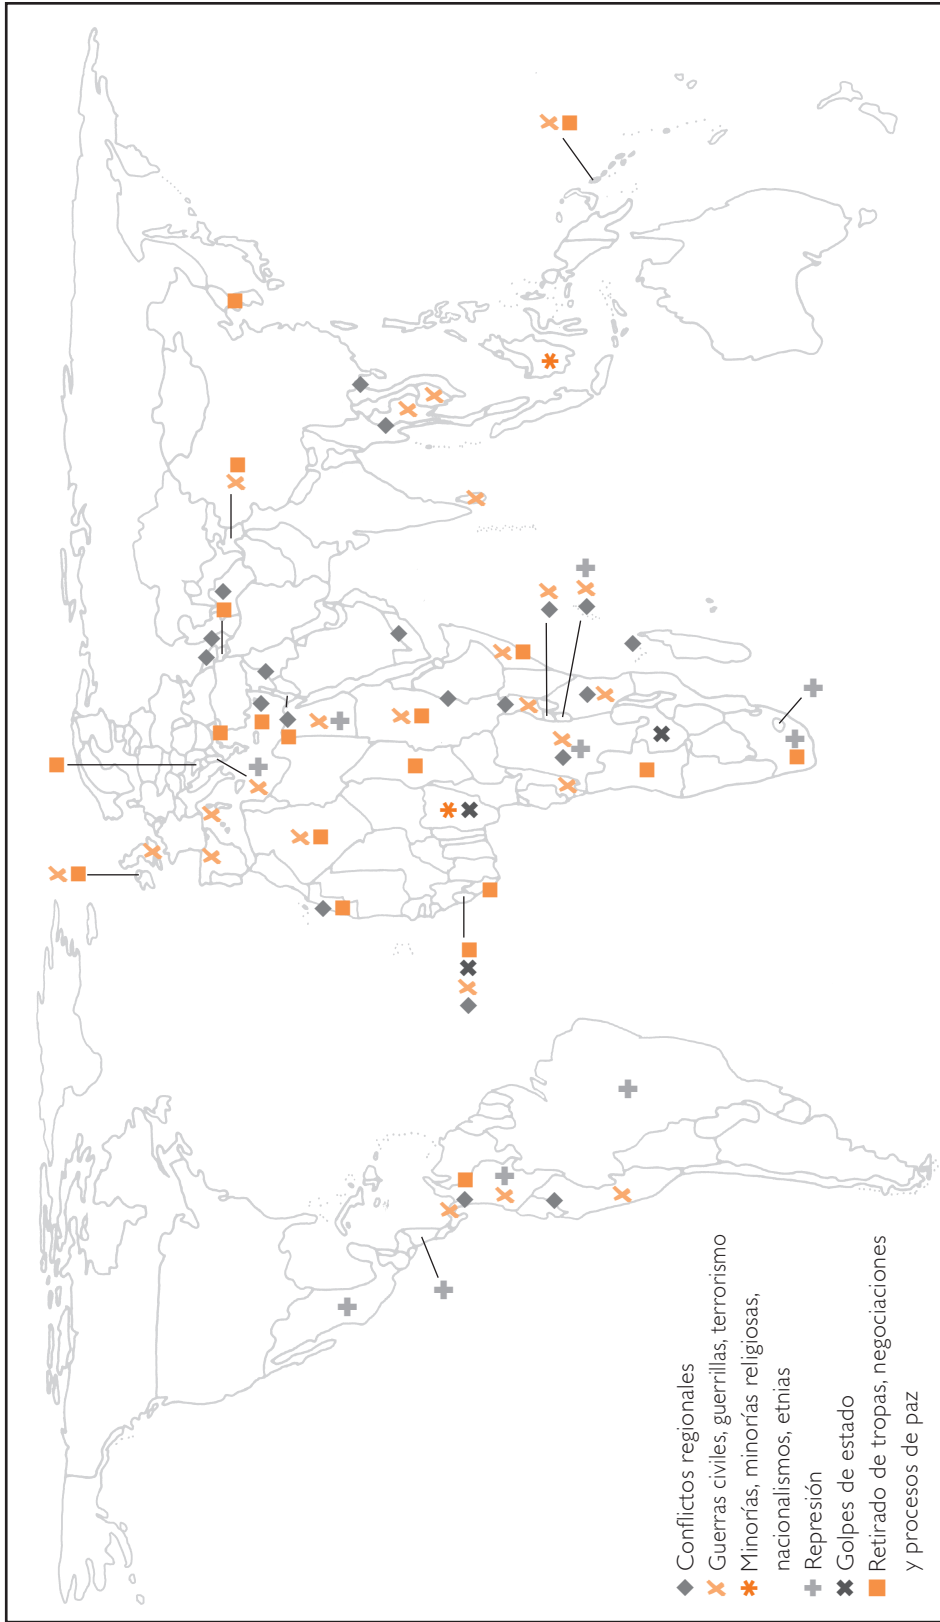 Conflictos regionales
Guerras civiles, guerrillas, terrorismo
Minorías, minorías religiosas,
nacionalismos, etnias
Represión
Golpes de estado
Retirado de tropas, negociaciones
y procesos de paz